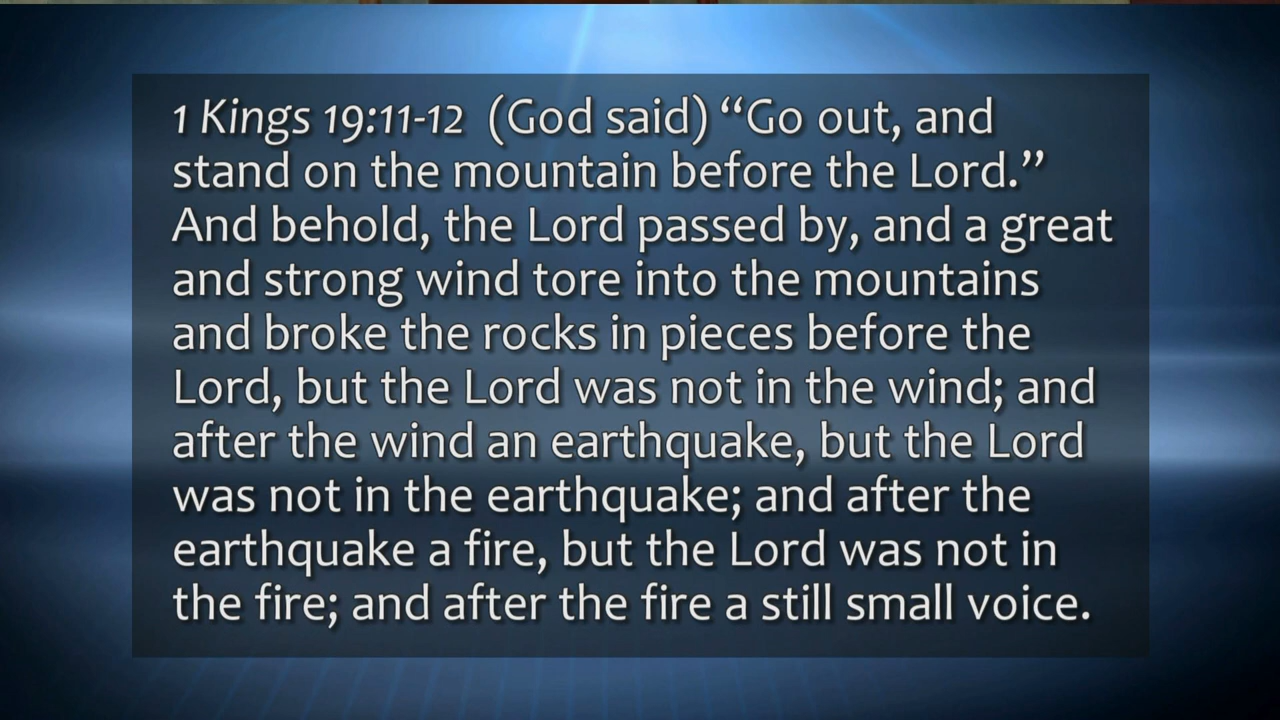 1 Kings 19:11-12 (God said) “Go out, and
stand on the mountain before the Lord.”
And behold, the Lord passed by, and a great
and strong wind tore into the mountains
and broke the rocks in pieces before the
Lord, but the Lord was not in the wind; and
after the wind an earthquake, but the Lord
was not in the earthquake; and after the
earthquake a fire, but the Lord was not in
the fire; and after the fire a still small voice.